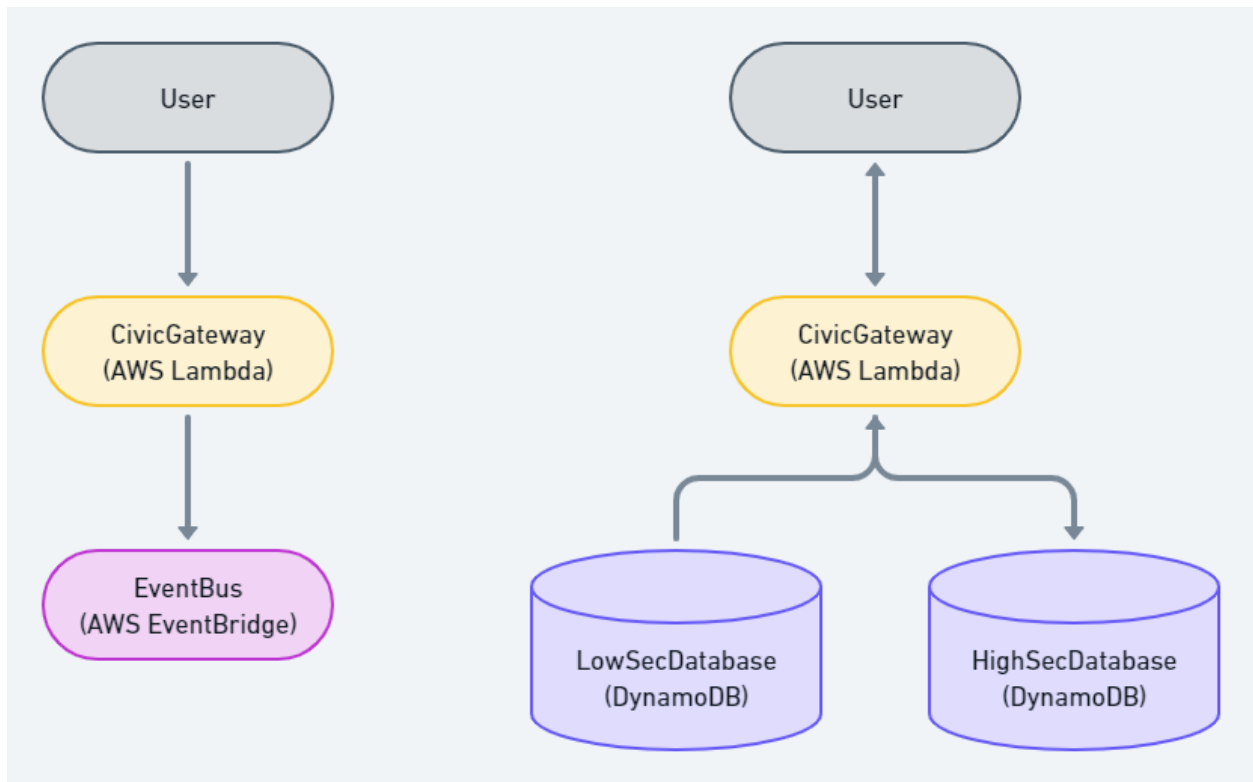 User
User
CivicGateway
(AWS Lambda)
CivicGateway
(AWS Lambda)
EventBus
(AWS EventBridge)
LowSecDatabase
(DynamoDB)
HighSecDatabase
(DynamoDB)